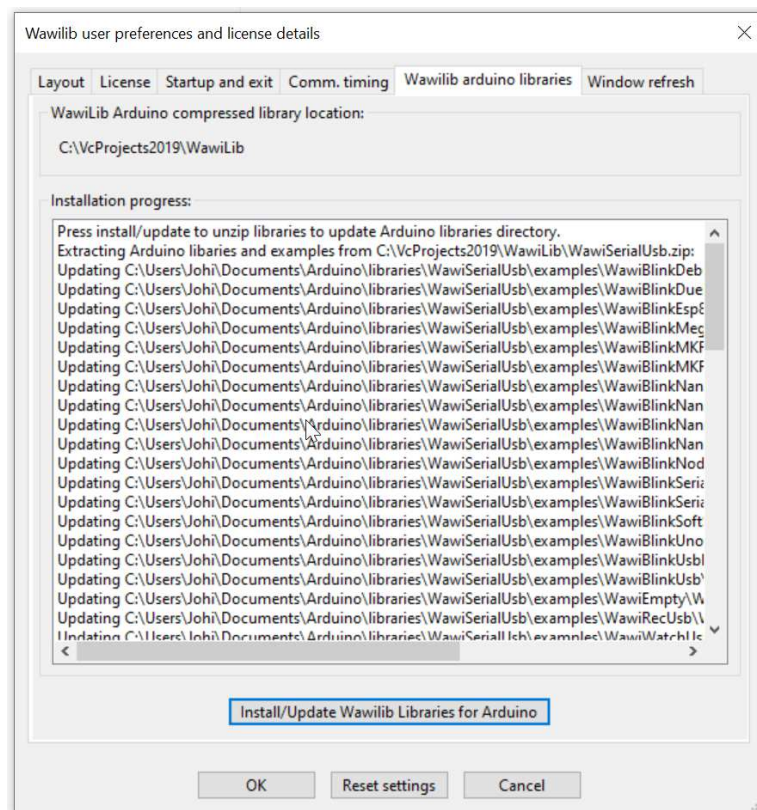 Wawilib user preferences and license details
Layout License Startup and exit Comm. timing Wawilib arduino libraries Window refresh
WawiLib Arduino compressed library location:
C:\VcProjects2019\WawiLib
Installation progress:
Press install/update to unzip libraries to update Arduino libraries directory.
Extracting Arduino libaries and examples from C:\VcProjects2019\WawiLib\WawiSerialUsb.zip:
Updating C:\Users\Johi\Documents\Arduino\libraries\WawiSerialUsb\examples\WawiBlinkDeb
Updating C:\Users\Johi\Documents\Arduino\libraries\WawiSerialUsb\examples\WawiBlinkDue
Updating C:\Users\Johi\Documents\Arduino\libraries\WawiSerialUsb\examples\WawiBlinkEsp8
Updating C:\Users\Johi\Documents\Arduino\libraries\WawiSerialUsb\examples\WawiBlinkMeg
Updating C:\Users\Johi\Documents\Arduino\libraries\WawiSerialUsb\examples\WawiBlinkMKF
Updating C:\Users\Johi\Documents\Arduino\libraries\WawiSerialUsb\examples\WawiBlinkMKF
Updating C:\Users\Johi\Documents\Arduino\libraries\WawiSerialUsb\examples\WawiBlinkNan
Updating C:\Users\Johi\Documents\Arduino\libraries\WawiSerialUsb\examples\WawiBlinkNan
Updating C:\Users\Johi\Documents\Arduino\libraries\WawiSerialUsb\examples\WawiBlinkNan
Updating C:\Users\Johi\Documents\Arduino\libraries\WawiSerialUsb\examples\WawiBlinkNan
Updating C:\Users\Johi\Documents\Arduino\libraries\WawiSerialUsb\examples\WawiBlinkNod
Updating C:\Users\Johi\Documents\Arduino\libraries\WawiSerialUsb\examples\WawiBlinkSeria
Updating C:\Users\Johi\Documents\Arduino\libraries\WawiSerialUsb\examples\WawiBlinkSeria
Updating C:\Users\Johi\Documents\Arduino\libraries\WawiSerialUsb\examples\WawiBlinkSoft
Updating C:\Users\Johi\Documents\Arduino\libraries\WawiSerialUsb\examples\WawiBlinkUno
Updating C:\Users\Johi\Documents\Arduino\libraries\WawiSerialUsb\examples\WawiBlinkUsb
Updating C:\Users\Johi\Documents\Arduino\libraries\WawiSerialUsb\examples\WawiBlinkUsb
Updating C:\Users\Johi\Documents\Arduino\libraries\WawiSerialUsb\examples\WawiEmpty\W
Updating C:\Users\Johi\Documents\Arduino\libraries\WawiSerialUsb\examples\WawiRecUsb\
Updating C:\Users\Johi\Documents\Arduino\libraries\WawiSerialUsb\examples\WawiWatchUs
Install/Update Wawilib Libraries for Arduino
OK Reset settings Cancel